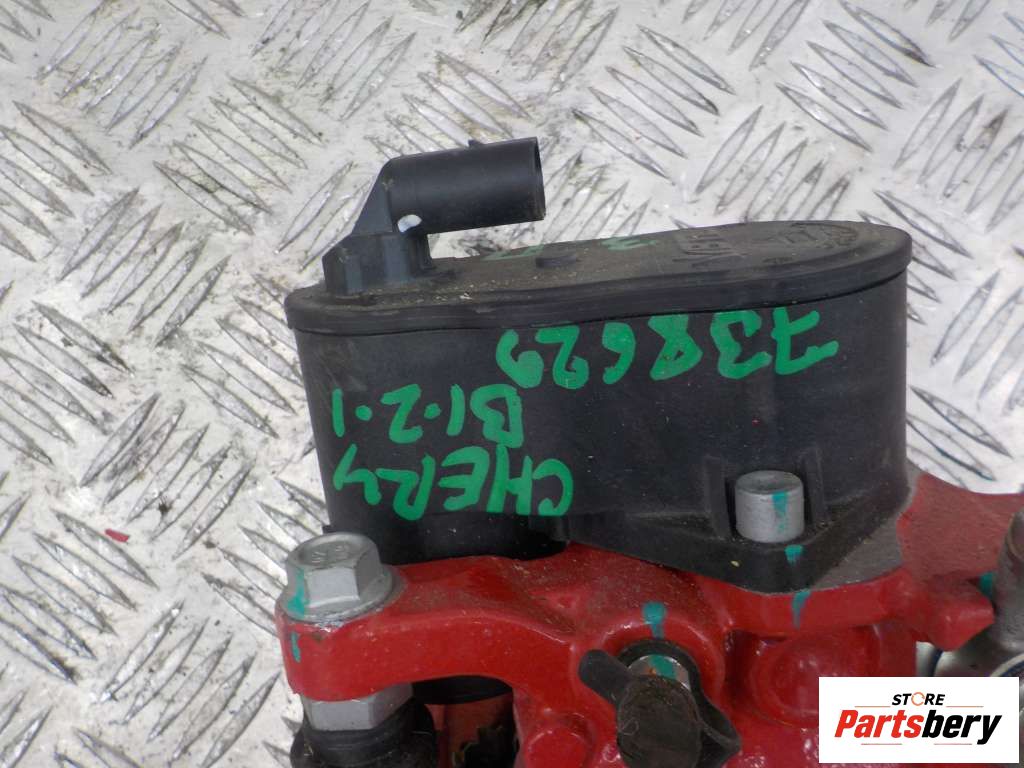 CHERY
B1.2.1
738629
STORE
Partsbery